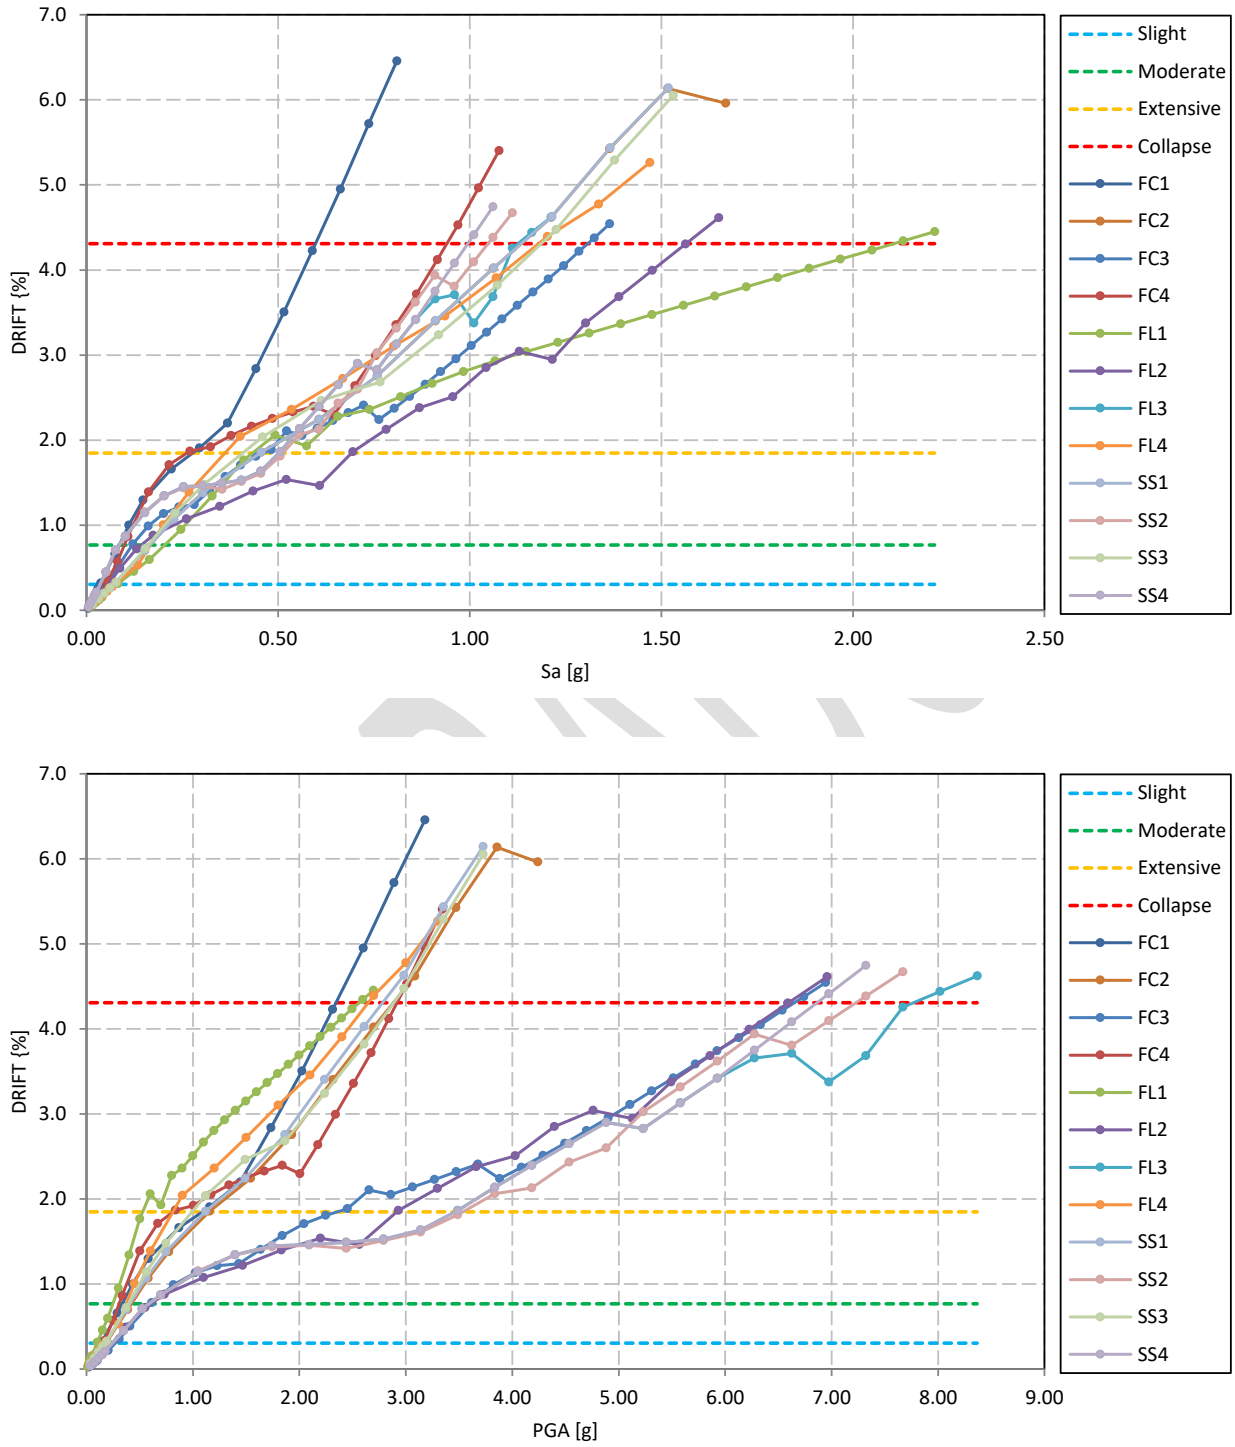 7.0
6.0
5.0
4.0
3.0
2.0
1.0
0.0
DRIFT {%]
0.00 0.50 1.00 1.50 2.00 2.50
Sa [g]
Slight
Moderate
Extensive
Collapse
FC1
FC2
FC3
FC4
FL1
FL2
FL3
FL4
SS1
SS2
SS3
SS4
7.0
6.0
5.0
4.0
3.0
2.0
1.0
0.0
DRIFT {%]
0.00 1.00 2.00 3.00 4.00 5.00 6.00 7.00 8.00 9.00
PGA [g]
Slight
Moderate
Extensive
Collapse
FC1
FC2
FC3
FC4
FL1
FL2
FL3
FL4
SS1
SS2
SS3
SS4